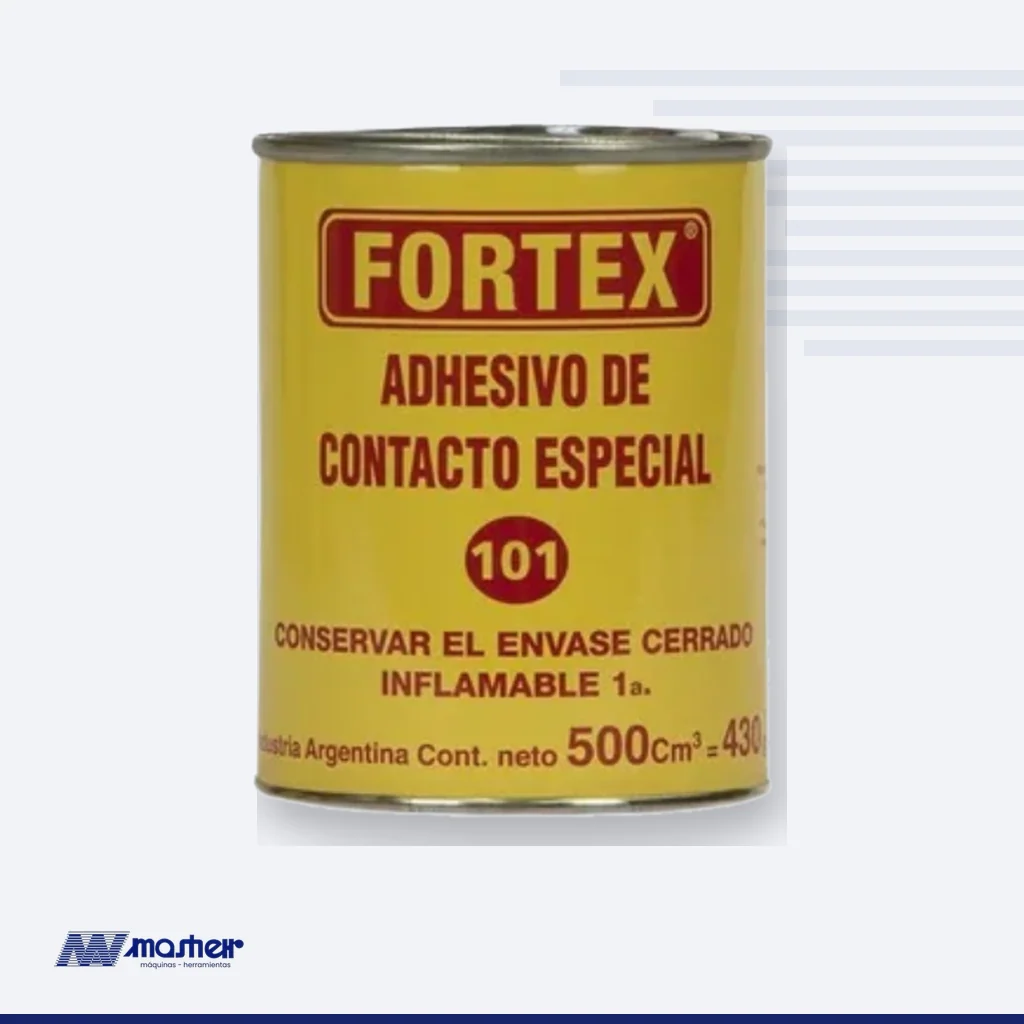 FORTEX®
ADHESIVO DE
CONTACTO ESPECIAL
101
CONSERVAR EL ENVASE CERRADO
INFLAMABLE 1a.
Argentina Cont. neto 500Cm³ = 430
masherr
máquinas - herramientas